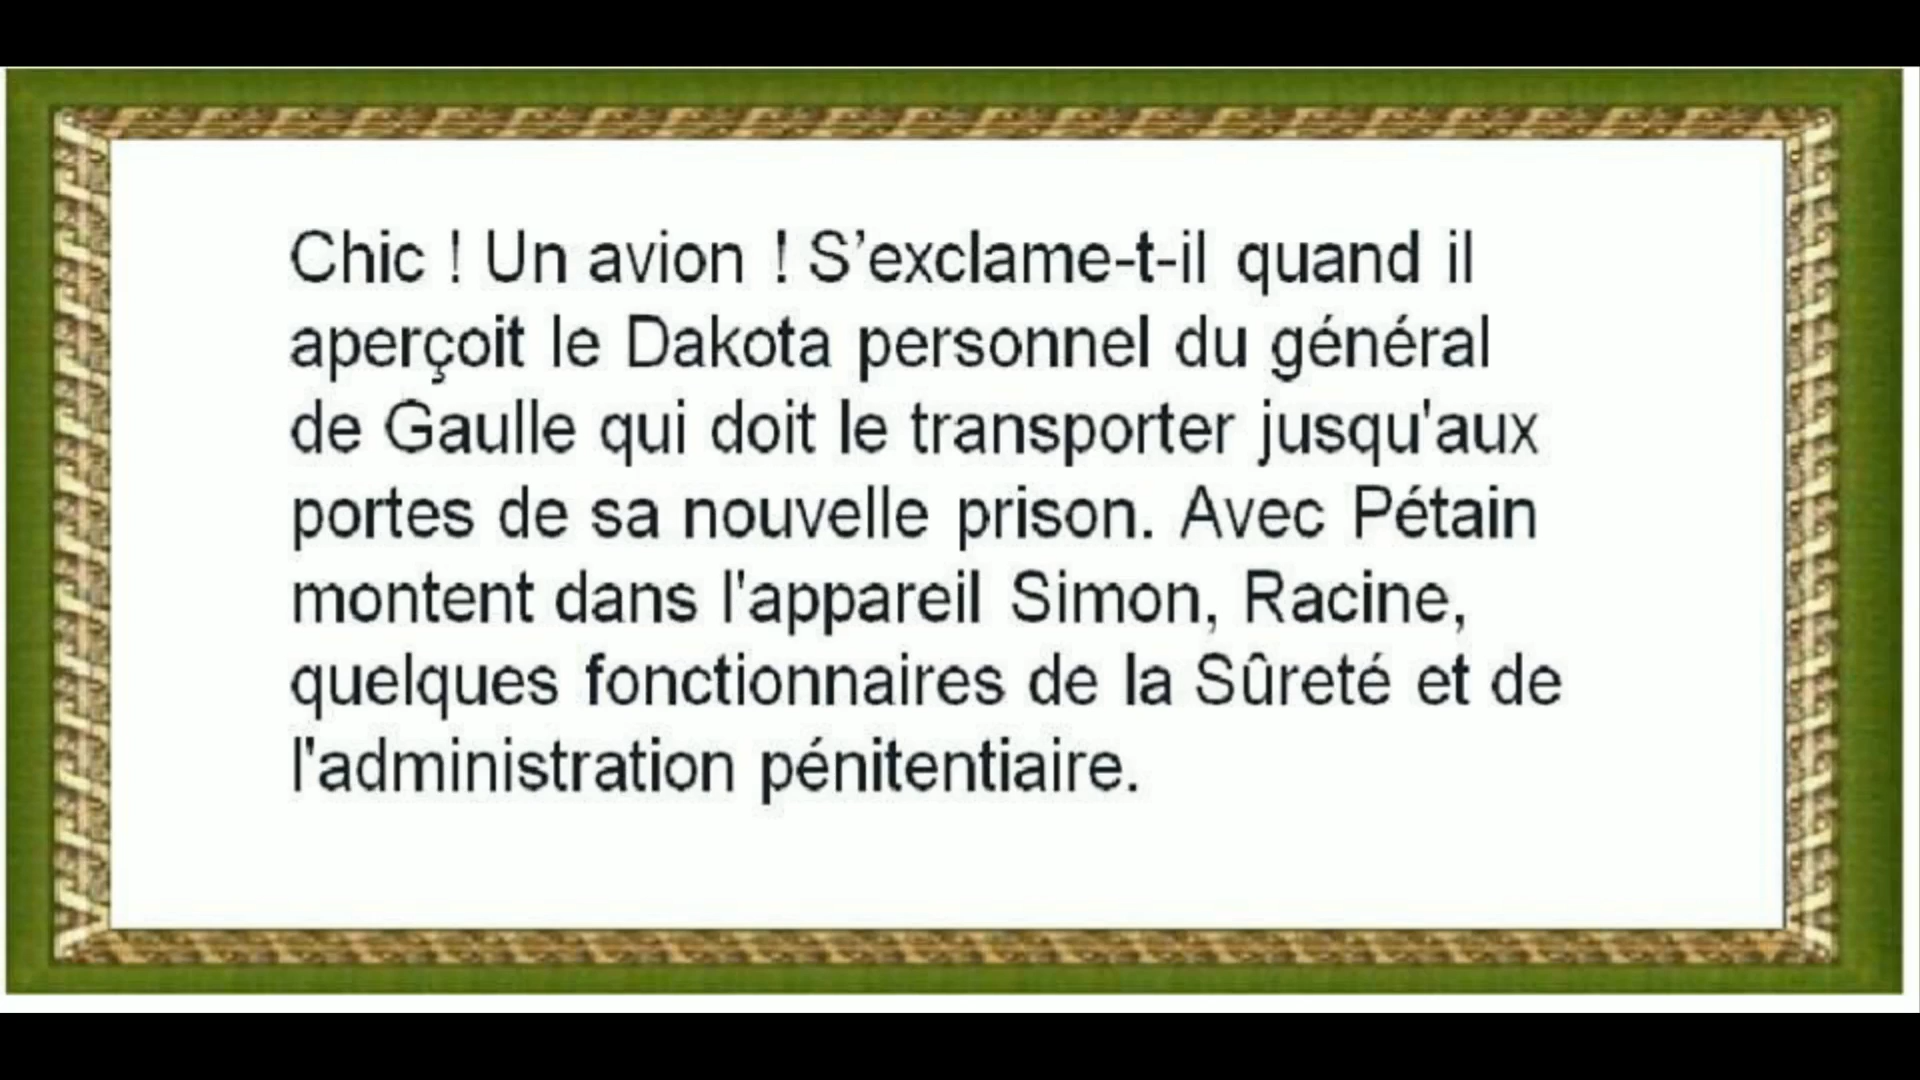 Chic ! Un avion ! S’exclame-t-il quand il
aperçoit le Dakota personnel du général
de Gaulle qui doit le transporter jusqu'aux
portes de sa nouvelle prison. Avec Pétain
montent dans l'appareil Simon, Racine,
quelques fonctionnaires de la Sûreté et de
l'administration pénitentiaire.